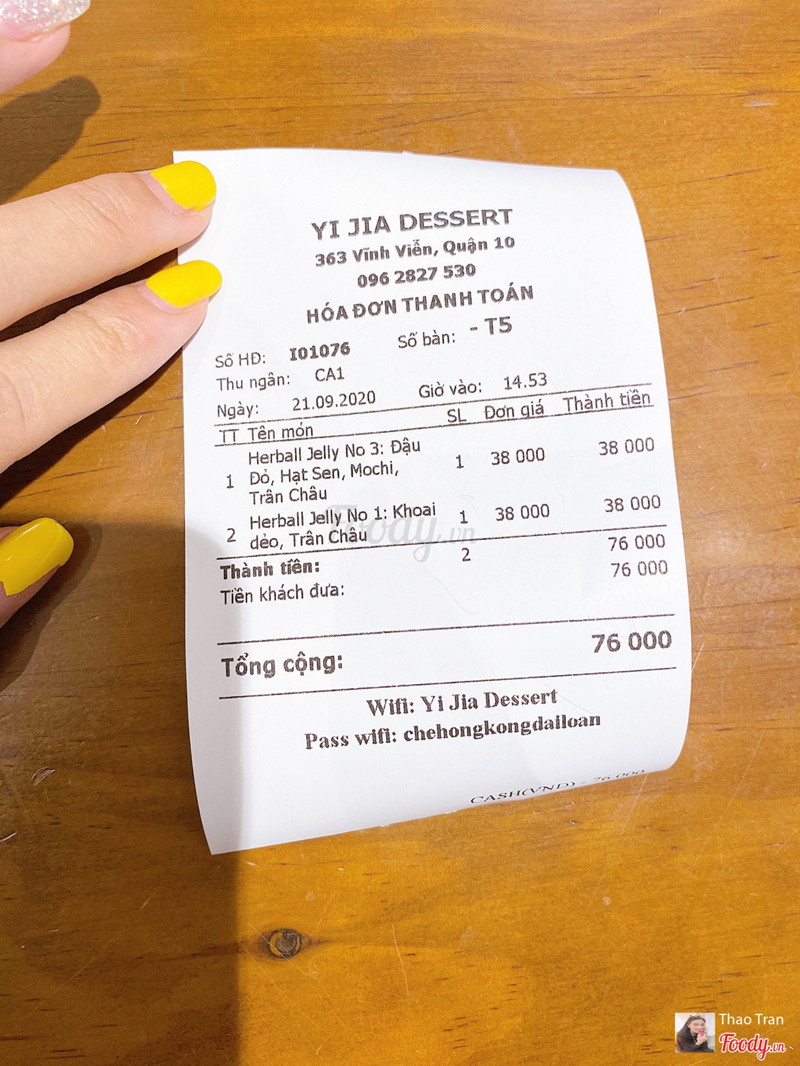 YI JIA DESSERT
363 Vĩnh Viễn, Quận 10
096 2827 530
HÓA ĐƠN THANH TOÁN
Số HĐ: I01076 Số bàn: - T5
Thu ngân: CA1
Ngày: 21.09.2020 Giờ vào: 14.53
TT Tên món SL Đơn giá Thành tiền
Herball Jelly No 3: Đậu
1 Đỏ, Hạt Sen, Mochi, 1 38 000 38 000
Trân Châu
Herball Jelly No 1: Khoai
2 dẻo, Trân Châu 1 38 000 38 000
Thành tiền: 2 76 000
Tiền khách đưa: 76 000
Tổng cộng: 76 000
Wifi: Yi Jia Dessert
Pass wifi: chehongkongdailoan
CASH(VND) - 76 000
Foody.vn
Thao Tran
Foody.vn